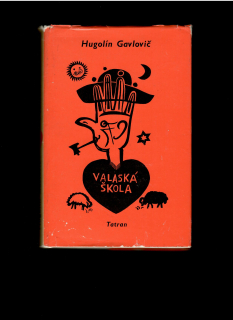 Hugolín Gavlovič
VALASKÁ
ŠKOLA
Tatran